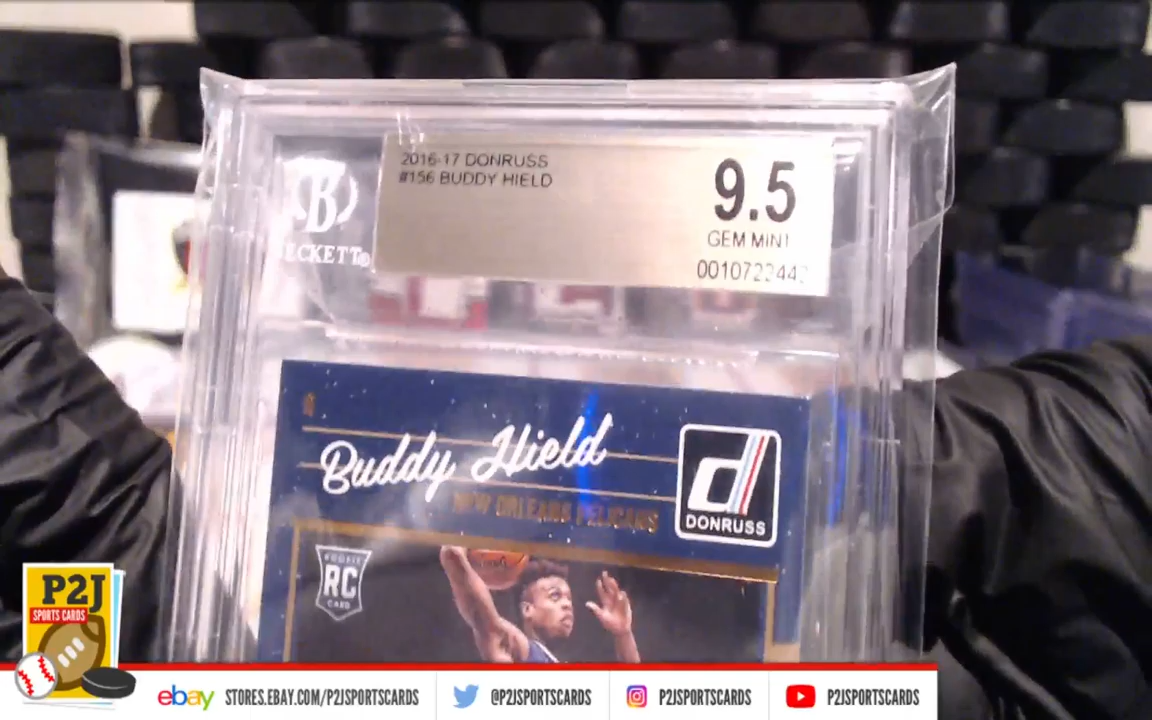 2016-17 DONRUSS
#156 BUDDY HIELD
9.5
GEM MINT
B
BECKETT®
Buddy Hield
NEW ORLEANS PELICANS
d
DONRUSS
ROOKIE
RC
CARD
P2J
SPORTS CARDS
ebay STORES.EBAY.COM/P2JSPORTSCARDS
@P2JSPORTSCARDS
P2JSPORTSCARDS
P2JSPORTSCARDS